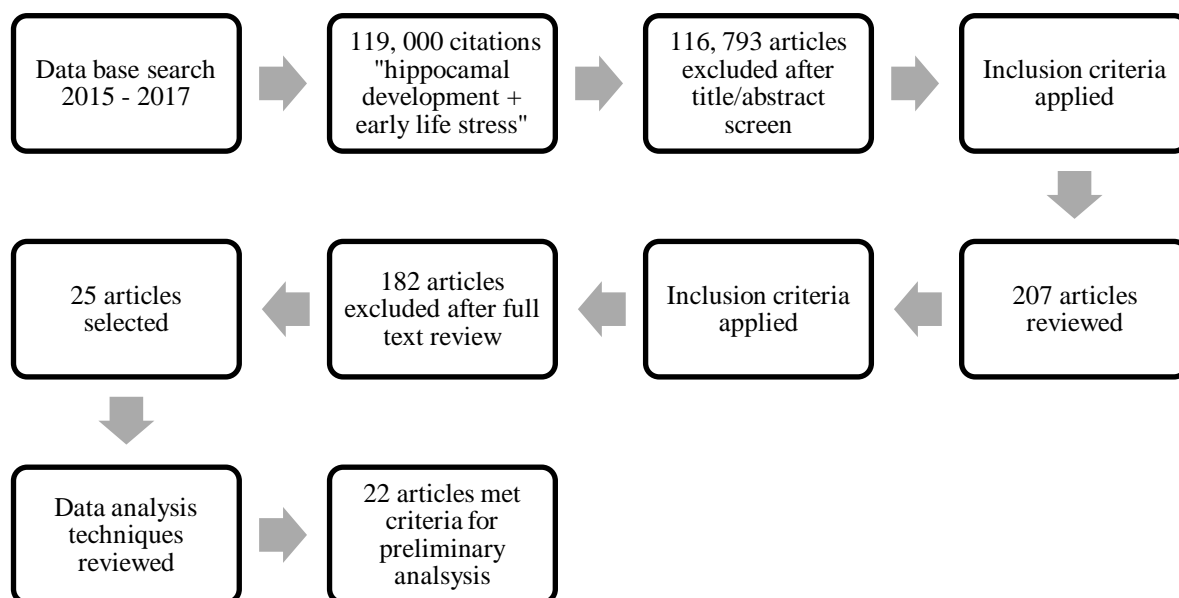 Data base search
2015 - 2017
119, 000 citations
"hippocamal
development +
early life stress"
116, 793 articles
excluded after
title/abstract
screen
Inclusion criteria
applied
207 articles
reviewed
Inclusion criteria
applied
182 articles
excluded after full
text review
25 articles
selected
Data analysis
techniques
reviewed
22 articles met
criteria for
preliminary
analsysis